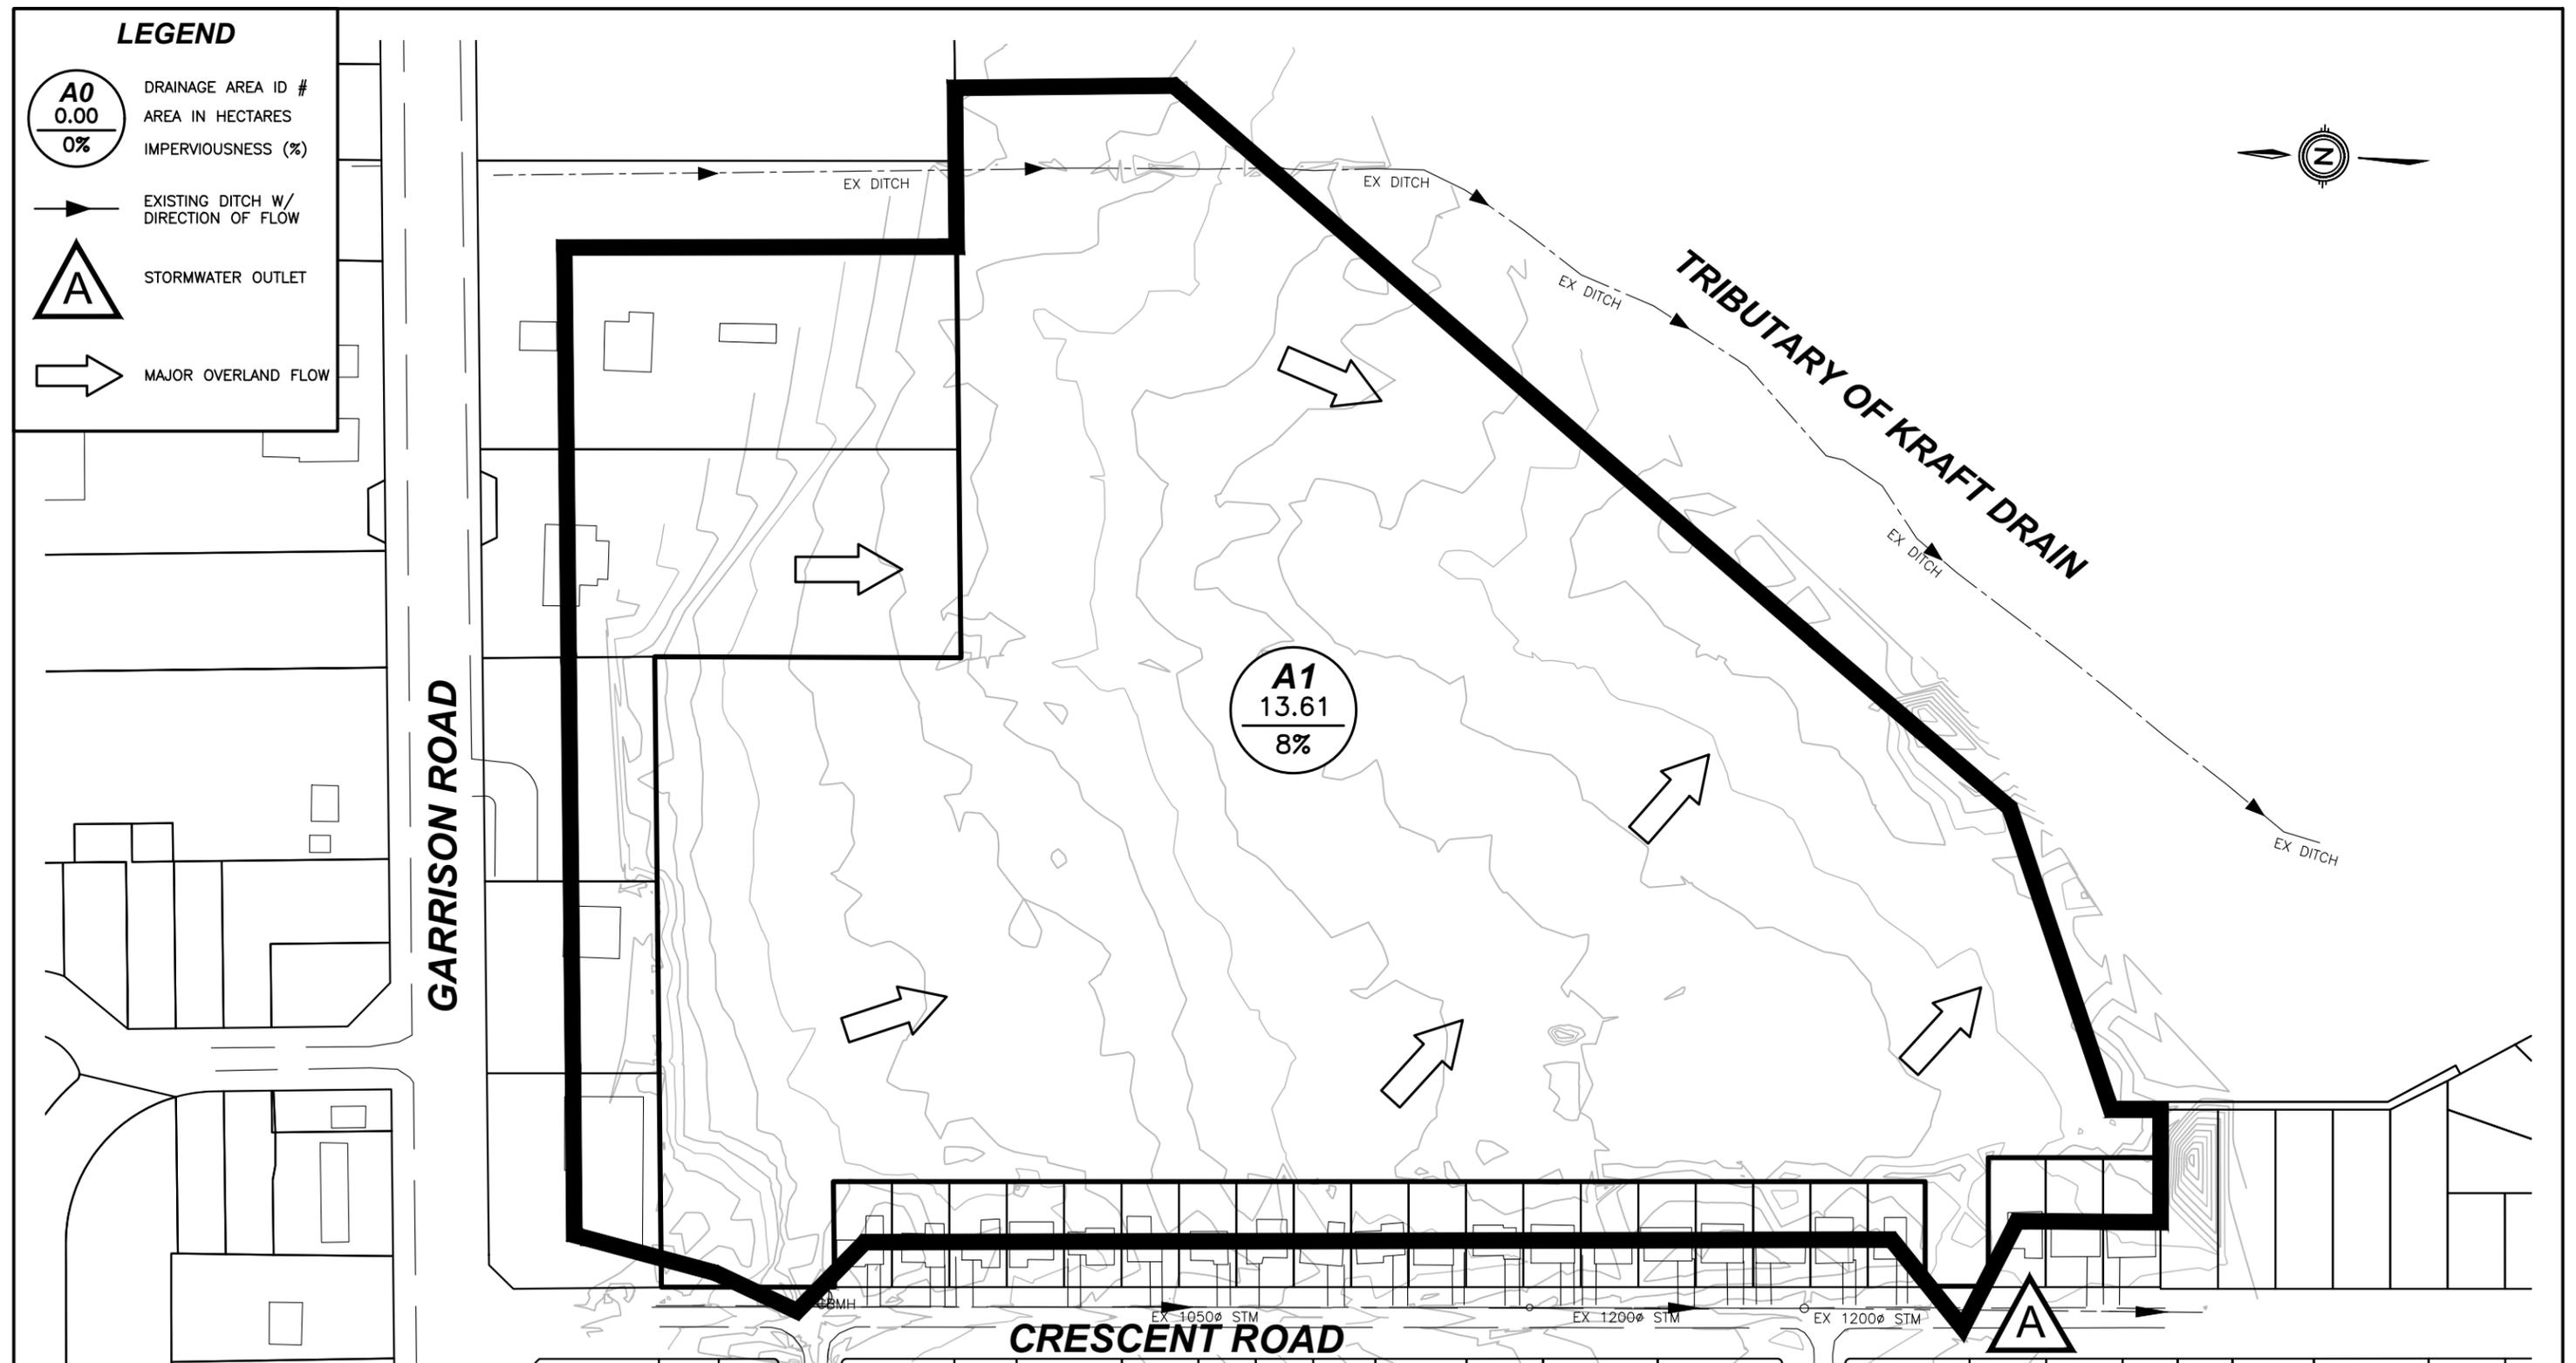 LEGEND
A0
0.00
0%
DRAINAGE AREA ID #
AREA IN HECTARES
IMPERVIOUSNESS (%)
EXISTING DITCH W/
DIRECTION OF FLOW
A
STORMWATER OUTLET
MAJOR OVERLAND FLOW
N
EX DITCH
EX DITCH
EX DITCH
TRIBUTARY OF KRAFT DRAIN
EX DITCH
EX DITCH
GARRISON ROAD
A1
13.61
8%
CBMH
EX 1050ø STM
EX 1200ø STM
EX 1200ø STM
A
CRESCENT ROAD